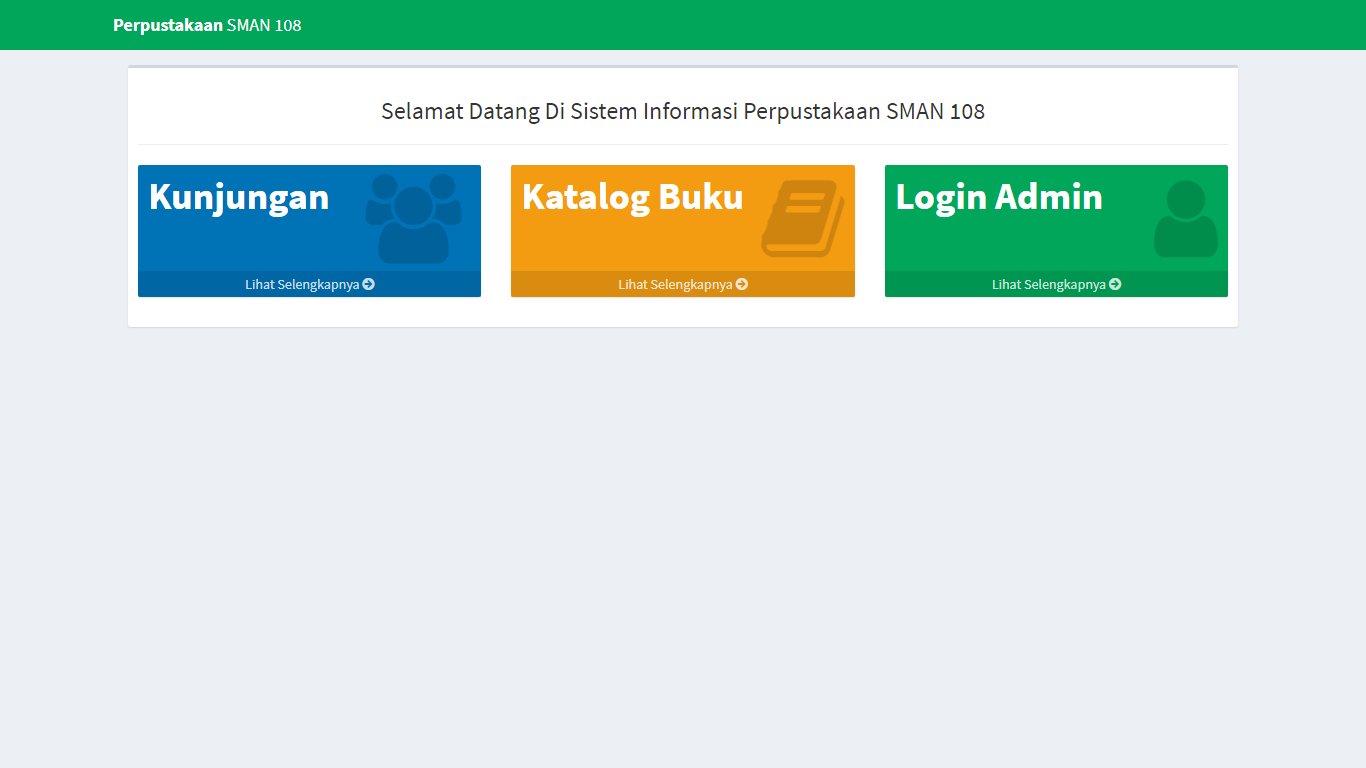 Perpustakaan SMAN 108
Selamat Datang Di Sistem Informasi Perpustakaan SMAN 108
Kunjungan
Lihat Selengkapnya
Katalog Buku
Lihat Selengkapnya
Login Admin
Lihat Selengkapnya